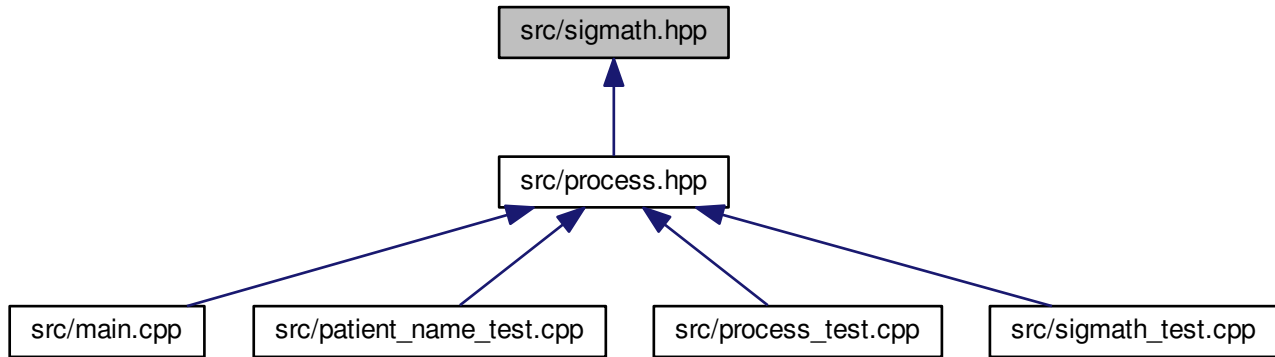 src/sigmath.hpp
src/process.hpp
src/main.cpp
src/patient_name_test.cpp
src/process_test.cpp
src/sigmath_test.cpp